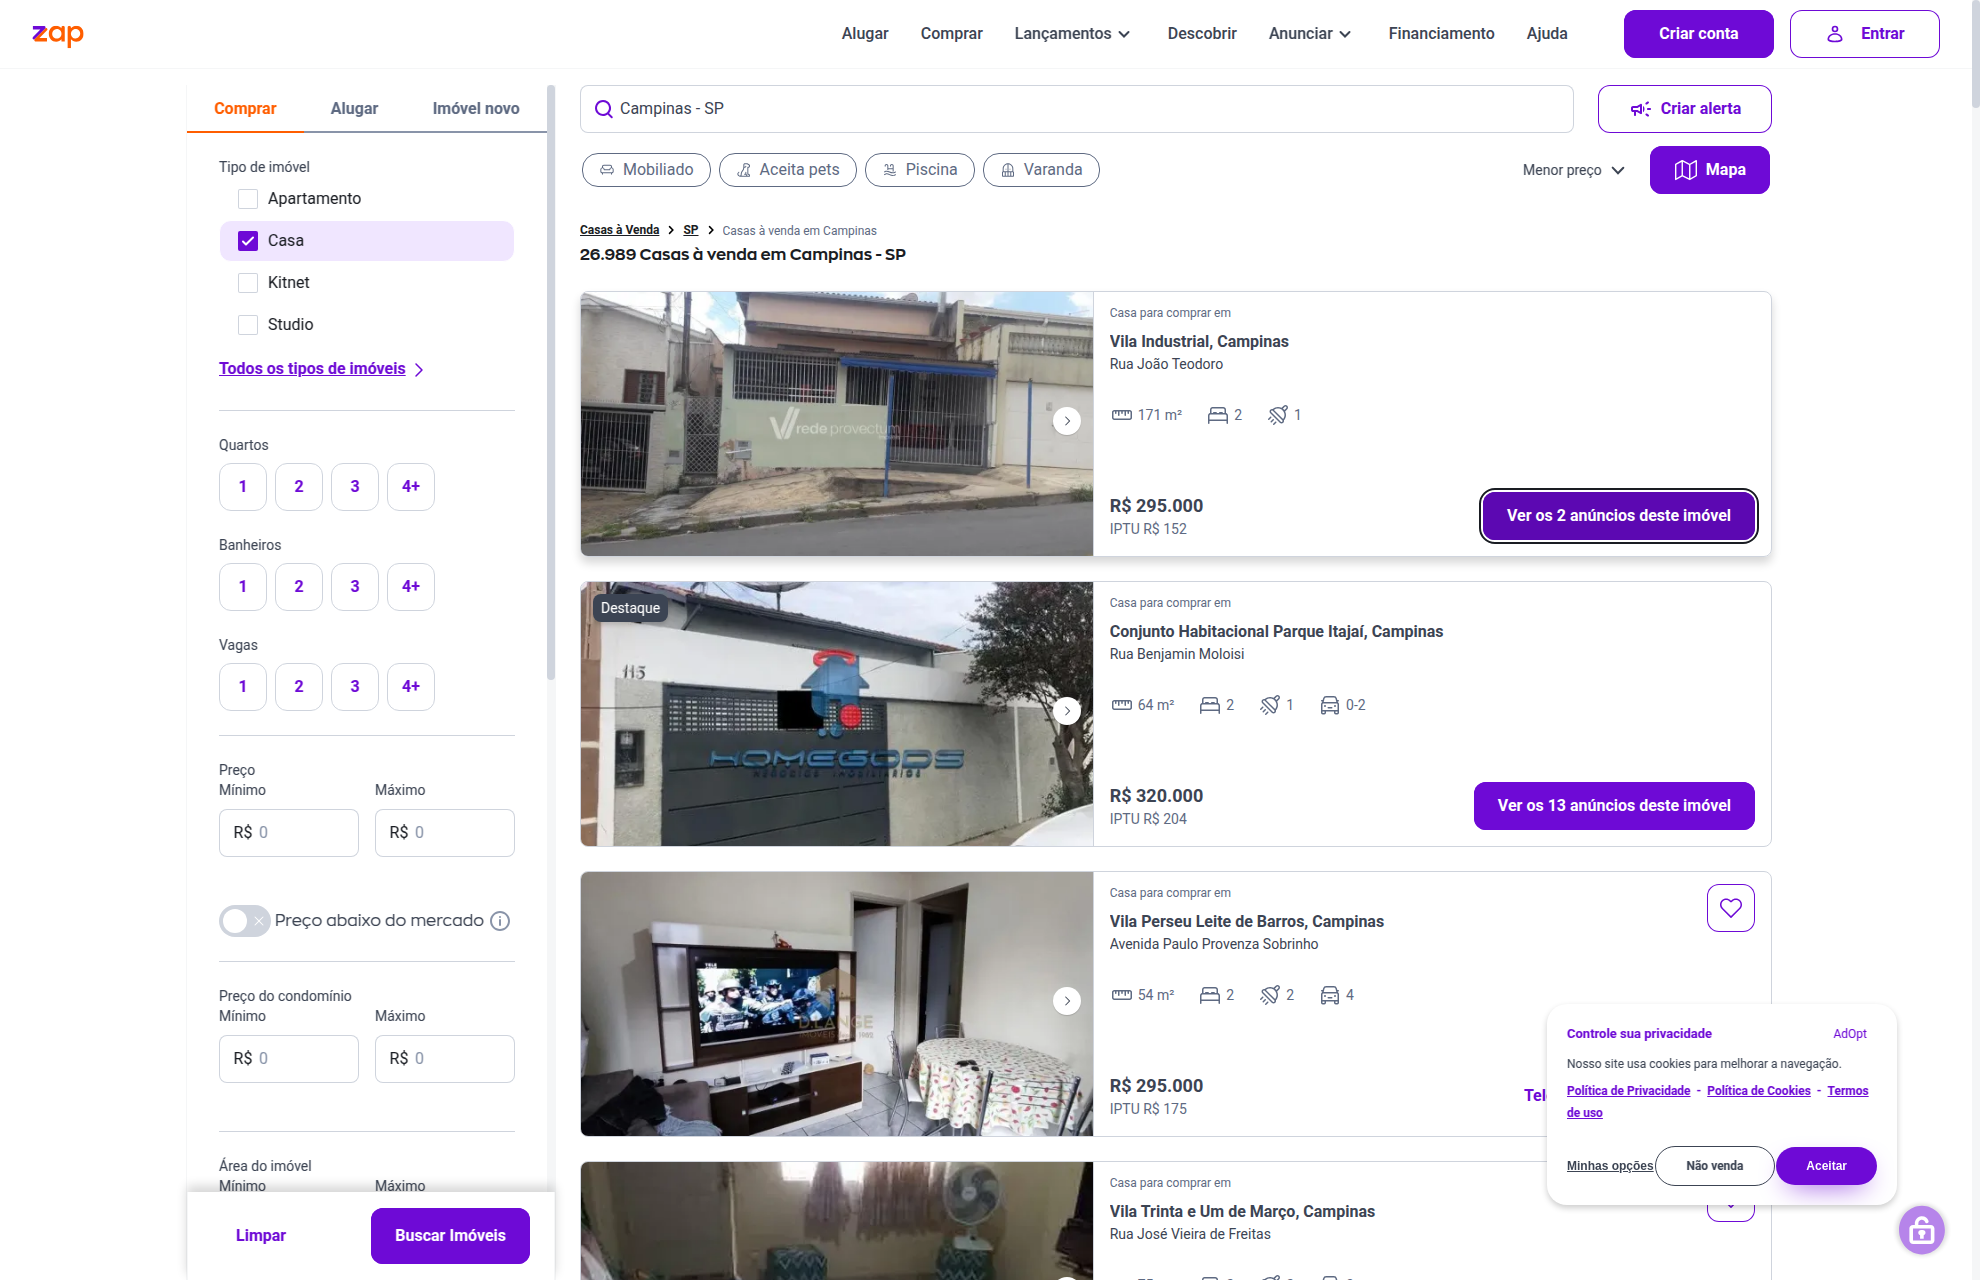 zap
Alugar
Comprar
Lançamentos
Descobrir
Anunciar
Financiamento
Ajuda
Criar conta
Entrar
Comprar
Alugar
Imóvel novo
Tipo de imóvel
Apartamento
Casa
Kitnet
Studio
Todos os tipos de imóveis
Quartos
1 2 3 4+
Banheiros
1 2 3 4+
Vagas
1 2 3 4+
Preço
Mínimo Máximo
R$ 0 R$ 0
Preço abaixo do mercado
Preço do condomínio
Mínimo Máximo
R$ 0 R$ 0
Área do imóvel
Mínimo Máximo
Limpar
Buscar Imóveis
Campinas - SP
Criar alerta
Mobiliado
Aceita pets
Piscina
Varanda
Menor preço
Mapa
Casas à Venda > SP > Casas à venda em Campinas
26.989 Casas à venda em Campinas - SP
rede provectum
Casa para comprar em
Vila Industrial, Campinas
Rua João Teodoro
171 m² 2 1
R$ 295.000
IPTU R$ 152
Ver os 2 anúncios deste imóvel
Destaque
113
HOMEGODS
NEGÓCIOS IMOBILIÁRIOS
Casa para comprar em
Conjunto Habitacional Parque Itajaí, Campinas
Rua Benjamin Moloisi
64 m² 2 1 0-2
R$ 320.000
IPTU R$ 204
Ver os 13 anúncios deste imóvel
D.LANGE
Casa para comprar em
Vila Perseu Leite de Barros, Campinas
Avenida Paulo Provenza Sobrinho
54 m² 2 2 4
R$ 295.000
IPTU R$ 175
Casa para comprar em
Vila Trinta e Um de Março, Campinas
Rua José Vieira de Freitas
Controle sua privacidade
AdOpt
Nosso site usa cookies para melhorar a navegação.
Política de Privacidade - Política de Cookies - Termos
de uso
Minhas opções
Não venda
Aceitar